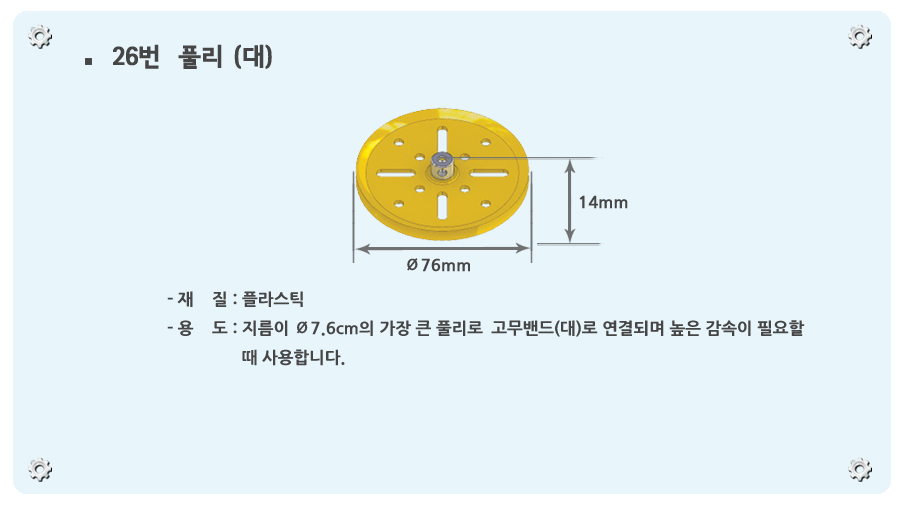 ▪ 26번 풀리 (대)
14mm
Ø76mm
- 재 질 : 플라스틱
- 용 도 : 지름이 Ø7.6cm의 가장 큰 풀리로 고무밴드(대)로 연결되며 높은 감속이 필요할
때 사용합니다.